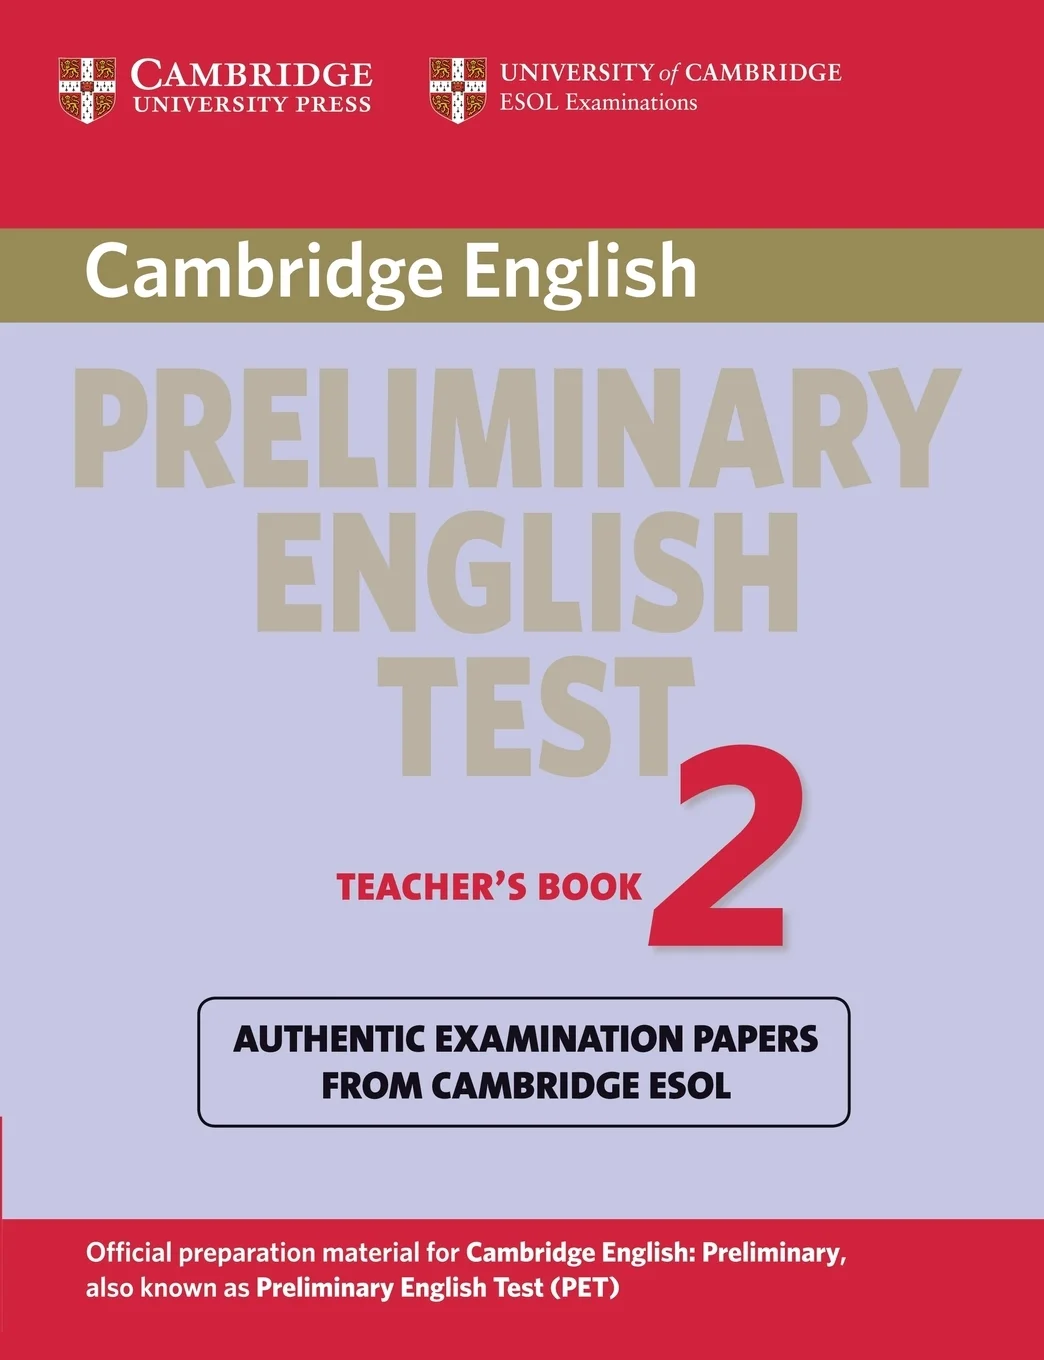 CAMBRIDGE
UNIVERSITY PRESS
UNIVERSITY of CAMBRIDGE
ESOL Examinations
Cambridge English
PRELIMINARY
ENGLISH
TEST
2
TEACHER'S BOOK
AUTHENTIC EXAMINATION PAPERS
FROM CAMBRIDGE ESOL
Official preparation material for Cambridge English: Preliminary,
also known as Preliminary English Test (PET)